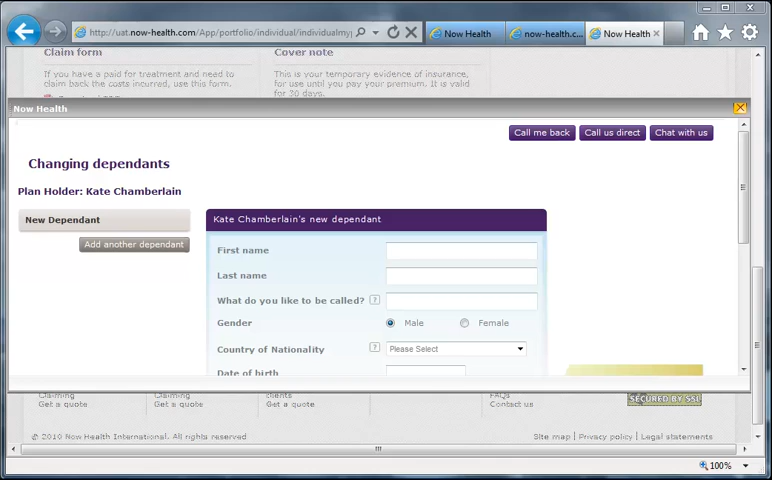 http://uat.now-health.com/App/portfolio/individual/individualmyp
Now Health
now-health.c...
Now Health
Claim form
Cover note
If you have a paid for treatment and need to
claim back the costs incurred, use this form.
This is your temporary evidence of insurance,
for use until you pay your premium. It is valid
for 30 days.
Now Health
Call me back
Call us direct
Chat with us
Changing dependants
Plan Holder: Kate Chamberlain
New Dependant
Add another dependant
Kate Chamberlain's new dependant
First name
Last name
What do you like to be called? ?
Gender
Male
Female
Country of Nationality ?
Please Select
Date of birth
Claiming
Get a quote
Claiming
Get a quote
clients
Get a quote
FAQs
Contact us
SECURED BY SSL
© 2010 Now Health International. All rights reserved
Site map | Privacy policy | Legal statements
100%